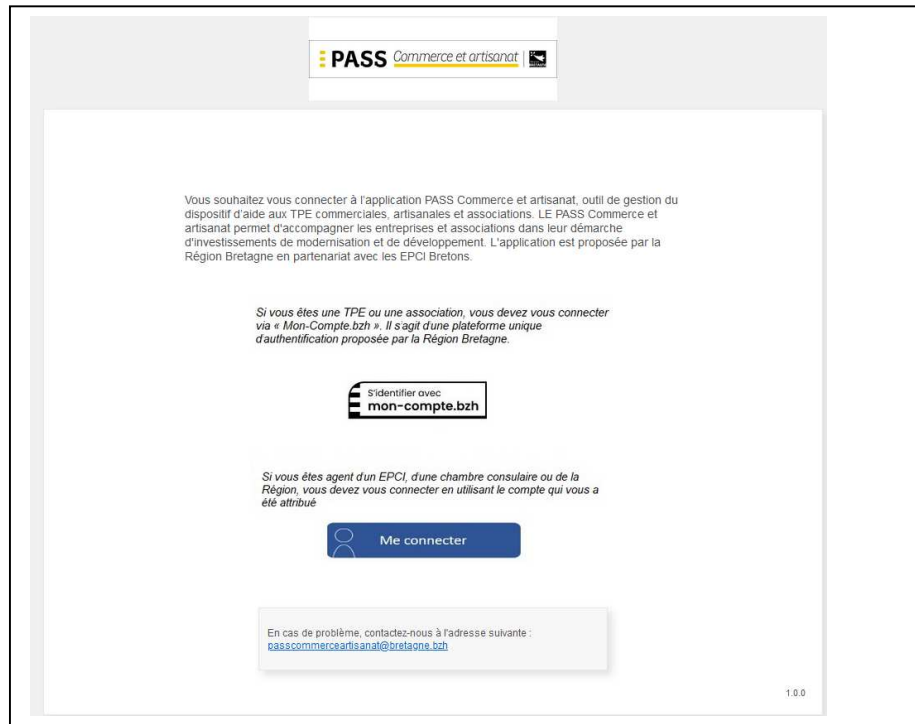 PASS Commerce et artisanat
Vous souhaitez vous connecter à l'application PASS Commerce et artisanat, outil de gestion du
dispositif d'aide aux TPE commerciales, artisanales et associations. LE PASS Commerce et
artisanat permet d'accompagner les entreprises et associations dans leur démarche
d'investissements de modernisation et de développement. L'application est proposée par la
Région Bretagne en partenariat avec les EPCI Bretons.
Si vous êtes une TPE ou une association, vous devez vous connecter
via « Mon-Compte.bzh ». Il s'agit d'une plateforme unique
d'authentification proposée par la Région Bretagne.
S'identifier avec
mon-compte.bzh
Si vous êtes agent d'un EPCI, d'une chambre consulaire ou de la
Région, vous devez vous connecter en utilisant le compte qui vous a
été attribué
Me connecter
En cas de problème, contactez-nous à l'adresse suivante :
passcommerceartisanat@bretagne.bzh
1.0.0